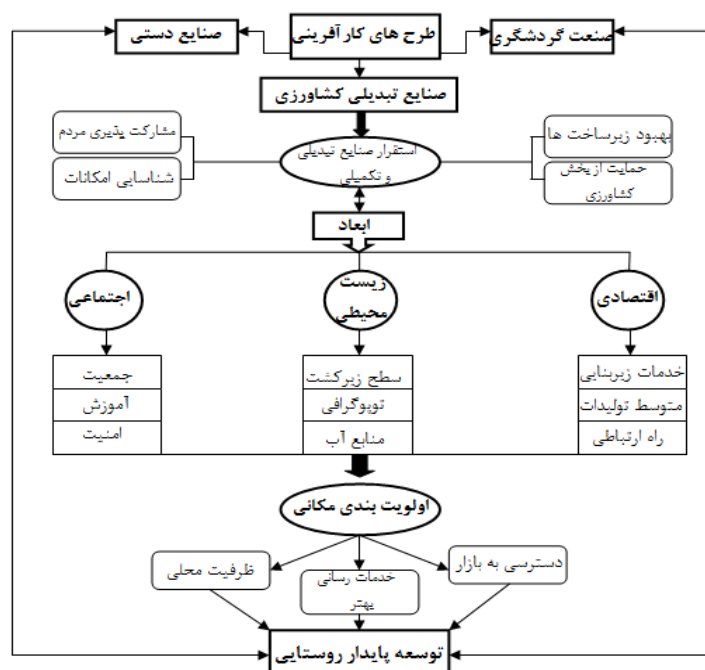 صنعت گردشگری
طرح های کارآفرینی
صنایع دستی
صنایع تبدیلی کشاورزی
بهبود زیرساخت ها
حمایت از بخش
کشاورزی
استقرار صنایع تبدیلی
و تکمیلی
مشارکت پذیری مردم
شناسایی امکانات
ابعاد
اقتصادی
زیست
محیطی
اجتماعی
خدمات زیربنایی
متوسط تولیدات
راه ارتباطی
سطح زیرکشت
توپوگرافی
منابع آب
جمعیت
آموزش
امنیت
اولویت بندی مکانی
دسترسی به بازار
خدمات رسانی
بهتر
ظرفیت محلی
توسعه پایدار روستایی